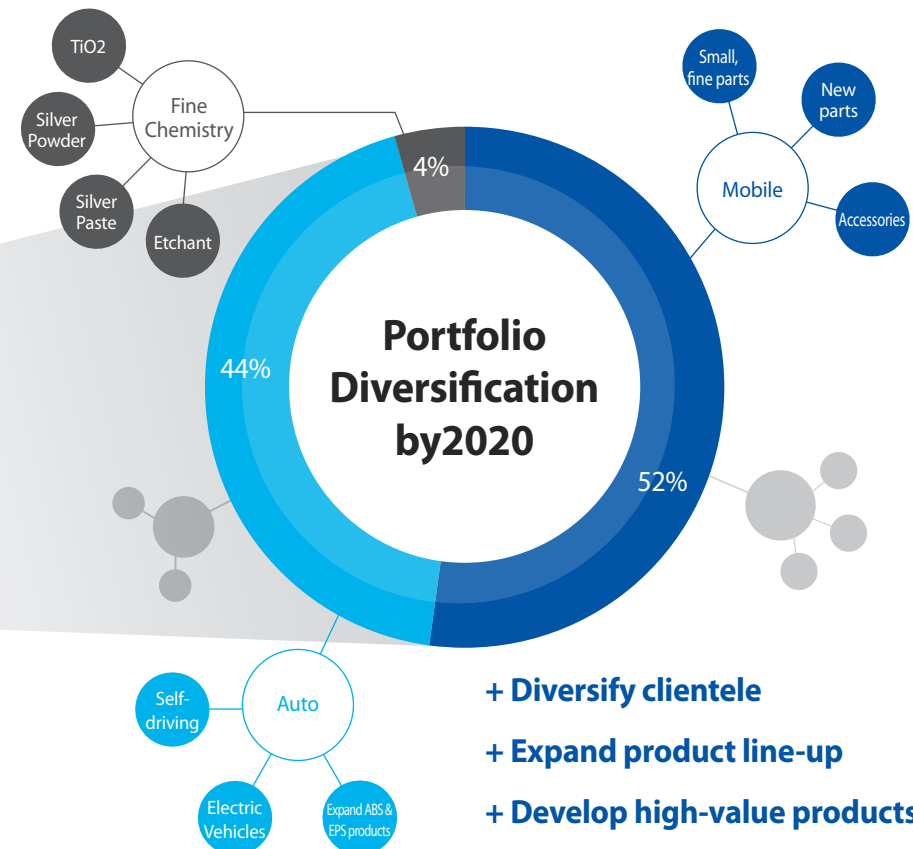 TiO2
Silver
Powder
Silver
Paste
Etchant
Fine
Chemistry
Small,
fine parts
New
parts
Accessories
Mobile
4%
44%
52%
Portfolio
Diversification
by2020
Self-
driving
Auto
Electric
Vehicles
Expand ABS &
EPS products
+ Diversify clientele
+ Expand product line-up
+ Develop high-value products